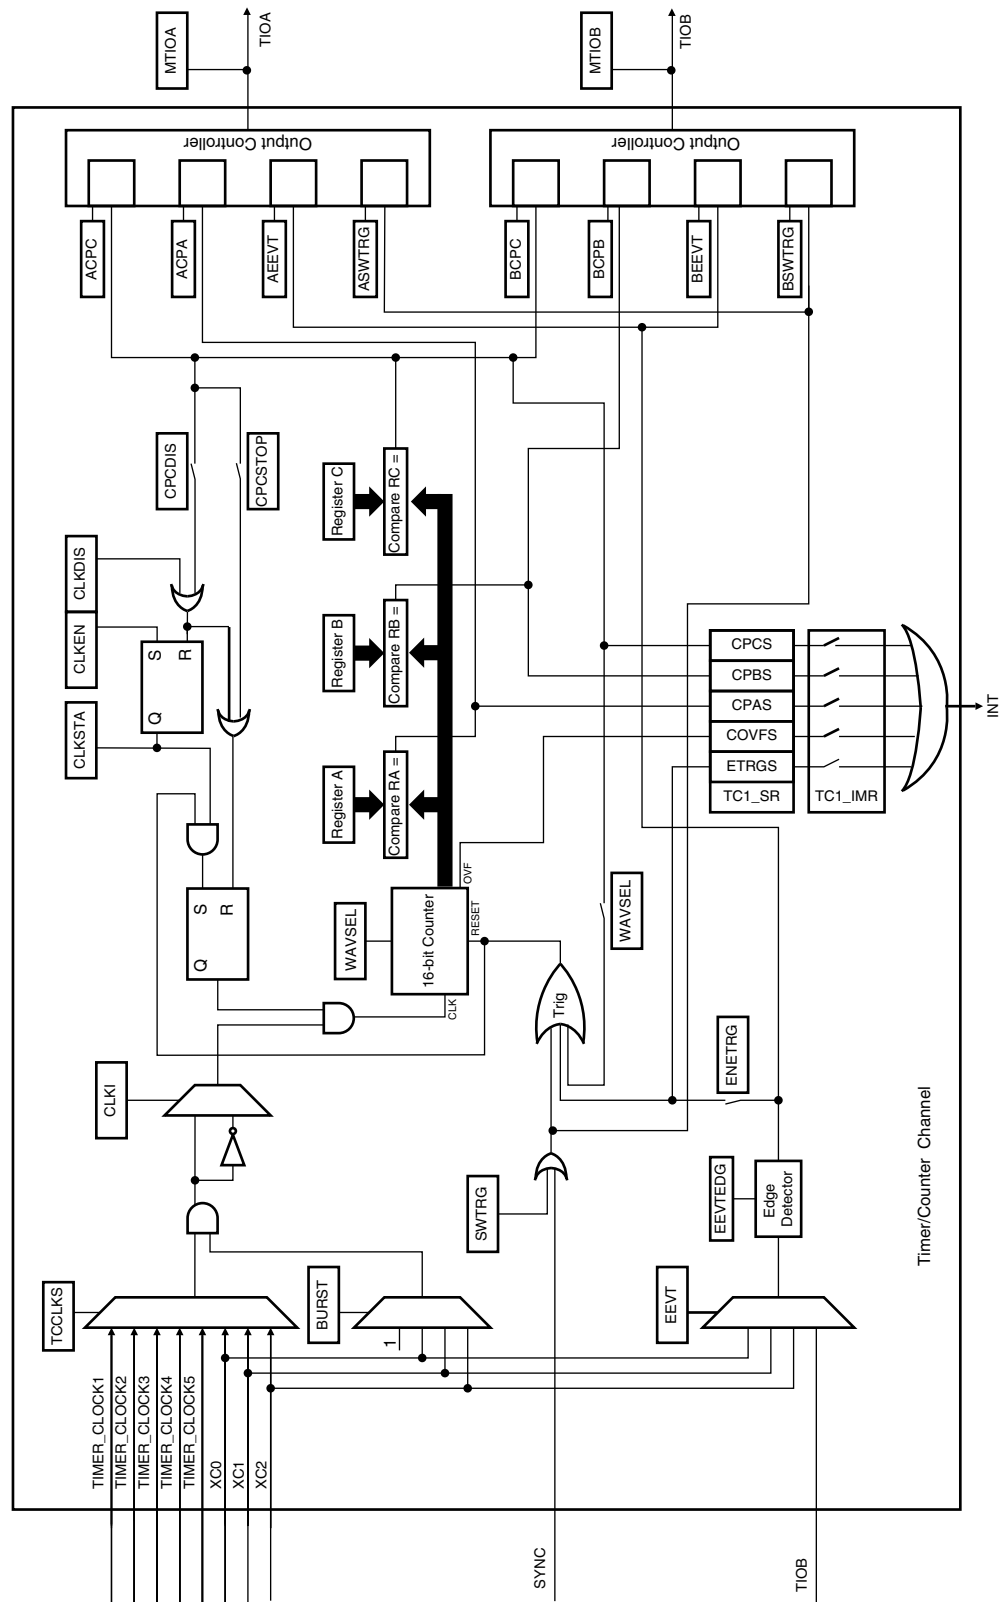 TCCLKS
TIMER_CLOCK1
TIMER_CLOCK2
TIMER_CLOCK3
TIMER_CLOCK4
TIMER_CLOCK5
XC0
XC1
XC2
CLKI
BURST
1
CLKSTA
CLKEN
CLKDIS
Q
S
R
Q
S
R
CPCDIS
CPCSTOP
ACPC
ACPA
AEEVT
ASWTRG
Output Controller
MTIOA
TIOA
Register A
Register B
Register C
Compare RA =
Compare RB =
Compare RC =
WAVSEL
16-bit Counter
CLK
RESET
OVF
SWTRG
SYNC
Trig
WAVSEL
BCPC
BCPB
BEEVT
BSWTRG
Output Controller
MTIOB
TIOB
EEVT
TIOB
EEVTEDG
Edge
Detector
ENETRG
CPCS
CPBS
CPAS
COVFS
ETRGS
TC1_SR
TC1_IMR
INT
Timer/Counter Channel